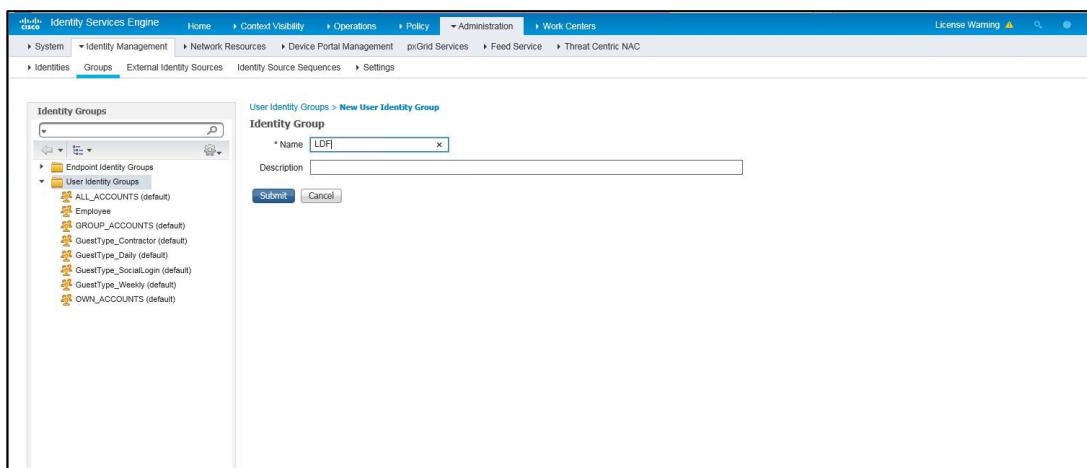 cisco Identity Services Engine Home Context Visibility Operations Policy Administration Work Centers License Warning
System Identity Management Network Resources Device Portal Management pxGrid Services Feed Service Threat Centric NAC
Identities Groups External Identity Sources Identity Source Sequences Settings
Identity Groups
Endpoint Identity Groups
User Identity Groups
ALL_ACCOUNTS (default)
Employee
GROUP_ACCOUNTS (default)
GuestType_Contractor (default)
GuestType_Daily (default)
GuestType_SocialLogin (default)
GuestType_Weekly (default)
OWN_ACCOUNTS (default)
User Identity Groups > New User Identity Group
Identity Group
* Name LDF x
Description
Submit Cancel